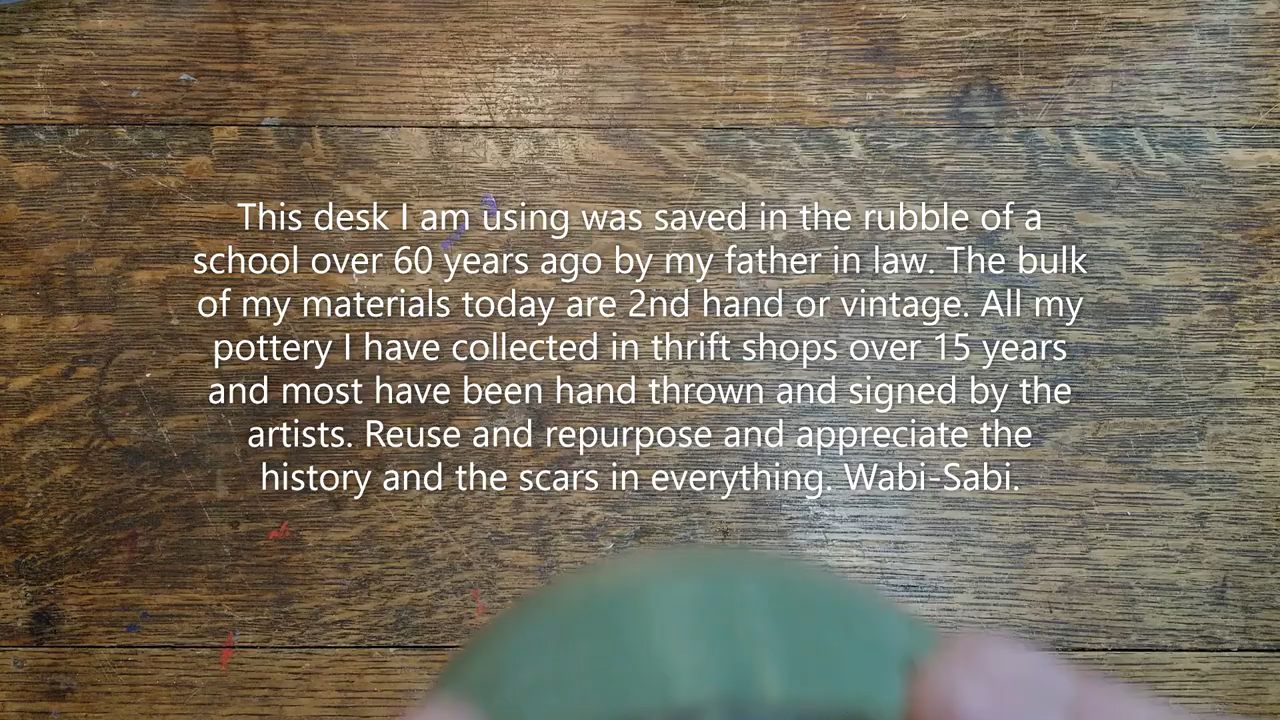 This desk I am using was saved in the rubble of a
school over 60 years ago by my father in law. The bulk
of my materials today are 2nd hand or vintage. All my
pottery I have collected in thrift shops over 15 years
and most have been hand thrown and signed by the
artists. Reuse and repurpose and appreciate the
history and the scars in everything. Wabi-Sabi.